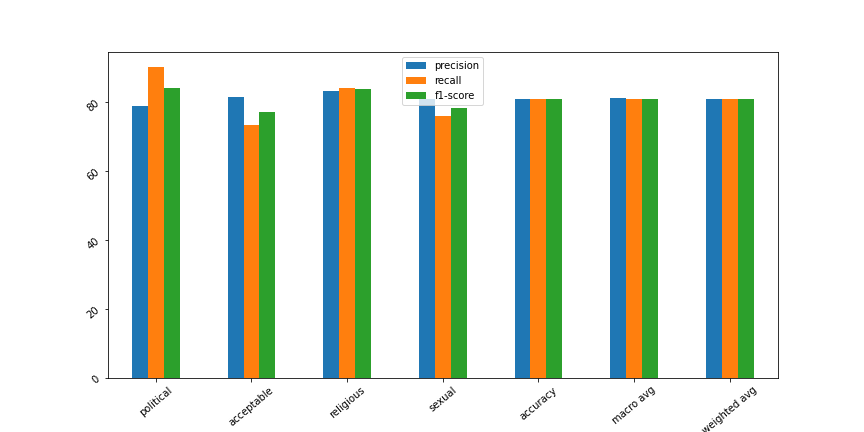 precision
recall
f1-score
80
60
40
20
0
political
acceptable
religious
sexual
accuracy
macro avg
weighted avg